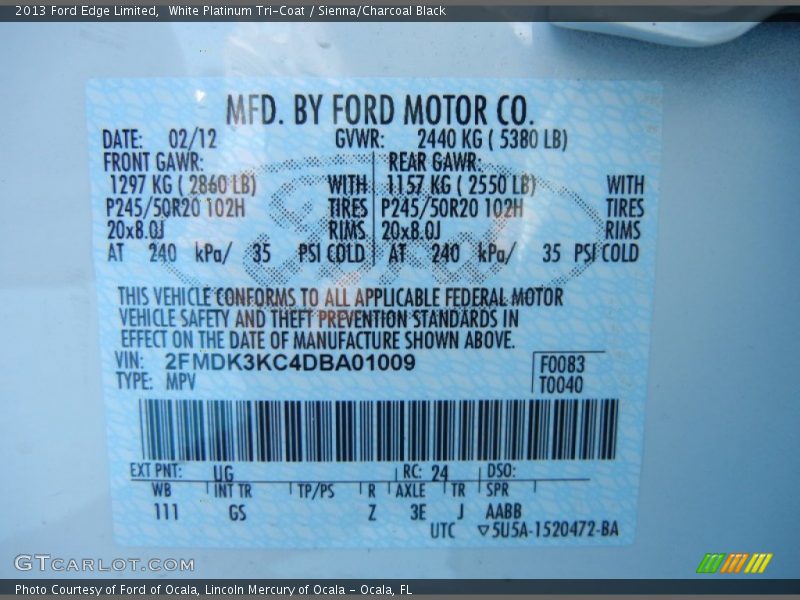 2013 Ford Edge Limited, White Platinum Tri-Coat / Sienna/Charcoal Black
MFD. BY FORD MOTOR CO.
DATE: 02/12 GVWR: 2440 KG ( 5380 LB)
FRONT GAWR: REAR GAWR:
1297 KG ( 2860 LB) WITH 1157 KG ( 2550 LB) WITH
P245/50R20 102H TIRES P245/50R20 102H TIRES
20x8.0J RIMS 20x8.0J RIMS
AT 240 kPa/ 35 PSI COLD AT 240 kPa/ 35 PSI COLD
Ford
THIS VEHICLE CONFORMS TO ALL APPLICABLE FEDERAL MOTOR
VEHICLE SAFETY AND THEFT PREVENTION STANDARDS IN
EFFECT ON THE DATE OF MANUFACTURE SHOWN ABOVE.
VIN: 2FMDK3KC4DBA01009 F0083
TYPE: MPV T0040
EXT PNT: UG RC: 24 DSO:
WB INT TR TP/PS R AXLE TR SPR
111 GS Z 3E J AABB
UTC ▽5U5A-1520472-BA
GTCARLOT.COM
Photo Courtesy of Ford of Ocala, Lincoln Mercury of Ocala - Ocala, FL